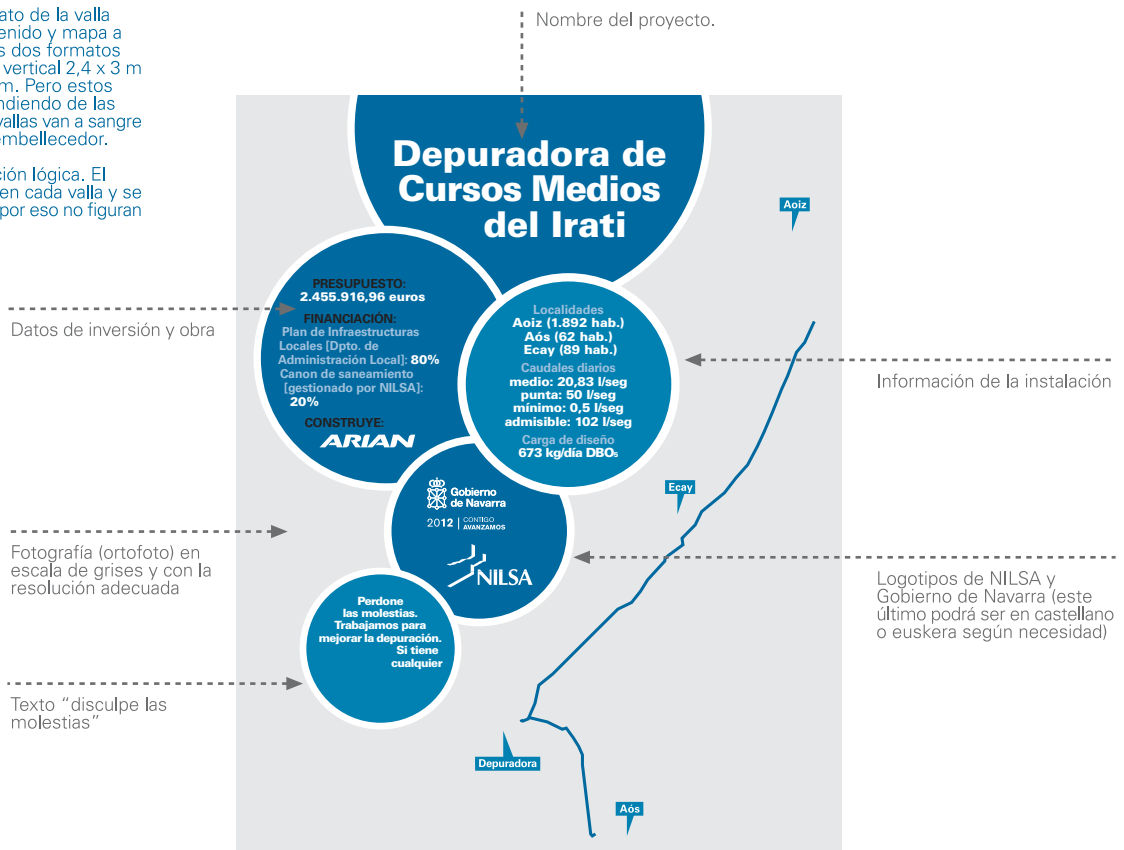 ato de la valla
enido y mapa a
s dos formatos
vertical 2,4 x 3 m
m. Pero estos
ndiendo de las
vallas van a sangre
embellecedor.
ción lógica. El
en cada valla y se
por eso no figuran
Nombre del proyecto.
Depuradora de
Cursos Medios
del Irati
Datos de inversión y obra
PRESUPUESTO:
2.455.916,96 euros
FINANCIACIÓN:
Plan de Infraestructuras
Locales [Dpto. de
Administración Local]: 80%
Canon de saneamiento
[gestionado por NILSA]:
20%
CONSTRUYE:
ARIAN
Localidades
Aoiz (1.892 hab.)
Aós (62 hab.)
Ecay (89 hab.)
Caudales diarios
medio: 20,83 l/seg
punta: 50 l/seg
mínimo: 0,5 l/seg
admisible: 102 l/seg
Carga de diseño
673 kg/día DBO₅
Información de la instalación
Aoiz
Ecay
Depuradora
Aós
Gobierno
de Navarra
2012 | CONTIGO
AVANZAMOS
NILSA
Fotografía (ortofoto) en
escala de grises y con la
resolución adecuada
Logotipos de NILSA y
Gobierno de Navarra (este
último podrá ser en castellano
o euskera según necesidad)
Perdone
las molestias.
Trabajamos para
mejorar la depuración.
Si tiene
cualquier
Texto “disculpe las
molestias”